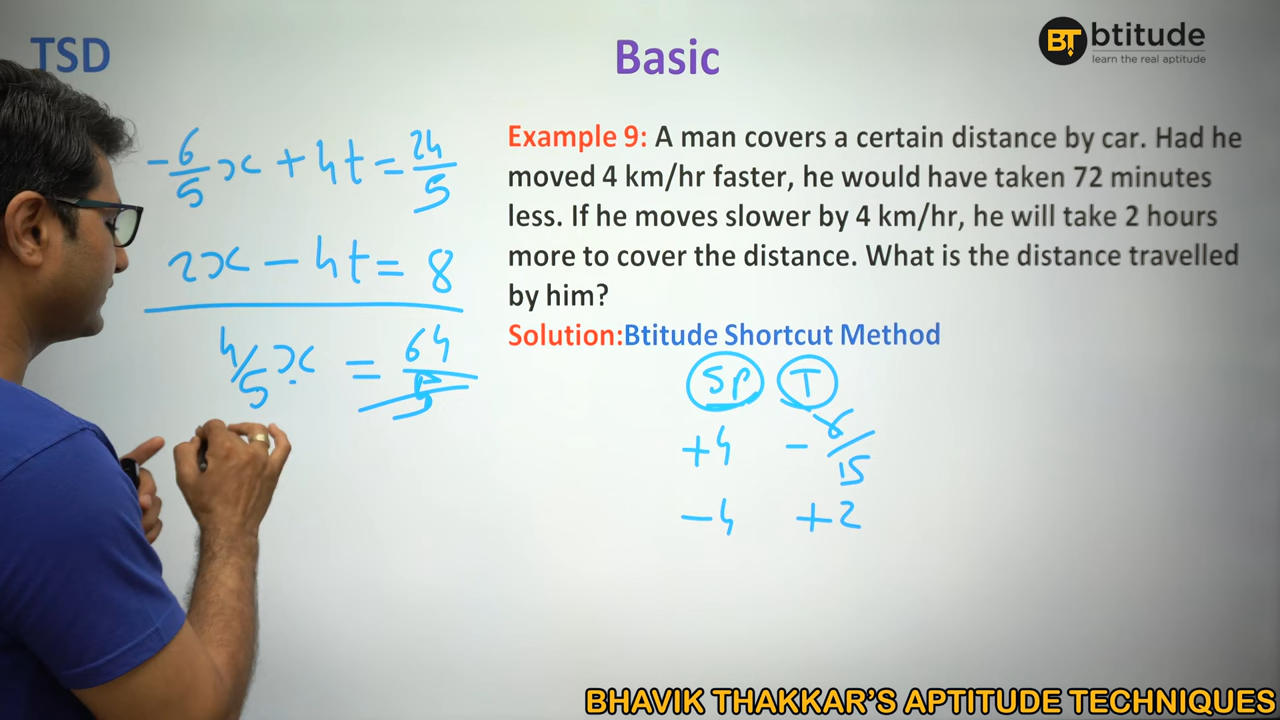 TSD
Basic
BT btitude
learn the real aptitude
-6/5 x + 4t = 24/5
2x - 4t = 8
4/5 x = 64/5
Example 9: A man covers a certain distance by car. Had he
moved 4 km/hr faster, he would have taken 72 minutes
less. If he moves slower by 4 km/hr, he will take 2 hours
more to cover the distance. What is the distance travelled
by him?
Solution:Btitude Shortcut Method
SP T
+4 - 6/15
-4 +2
BHAVIK THAKKAR'S APTITUDE TECHNIQUES